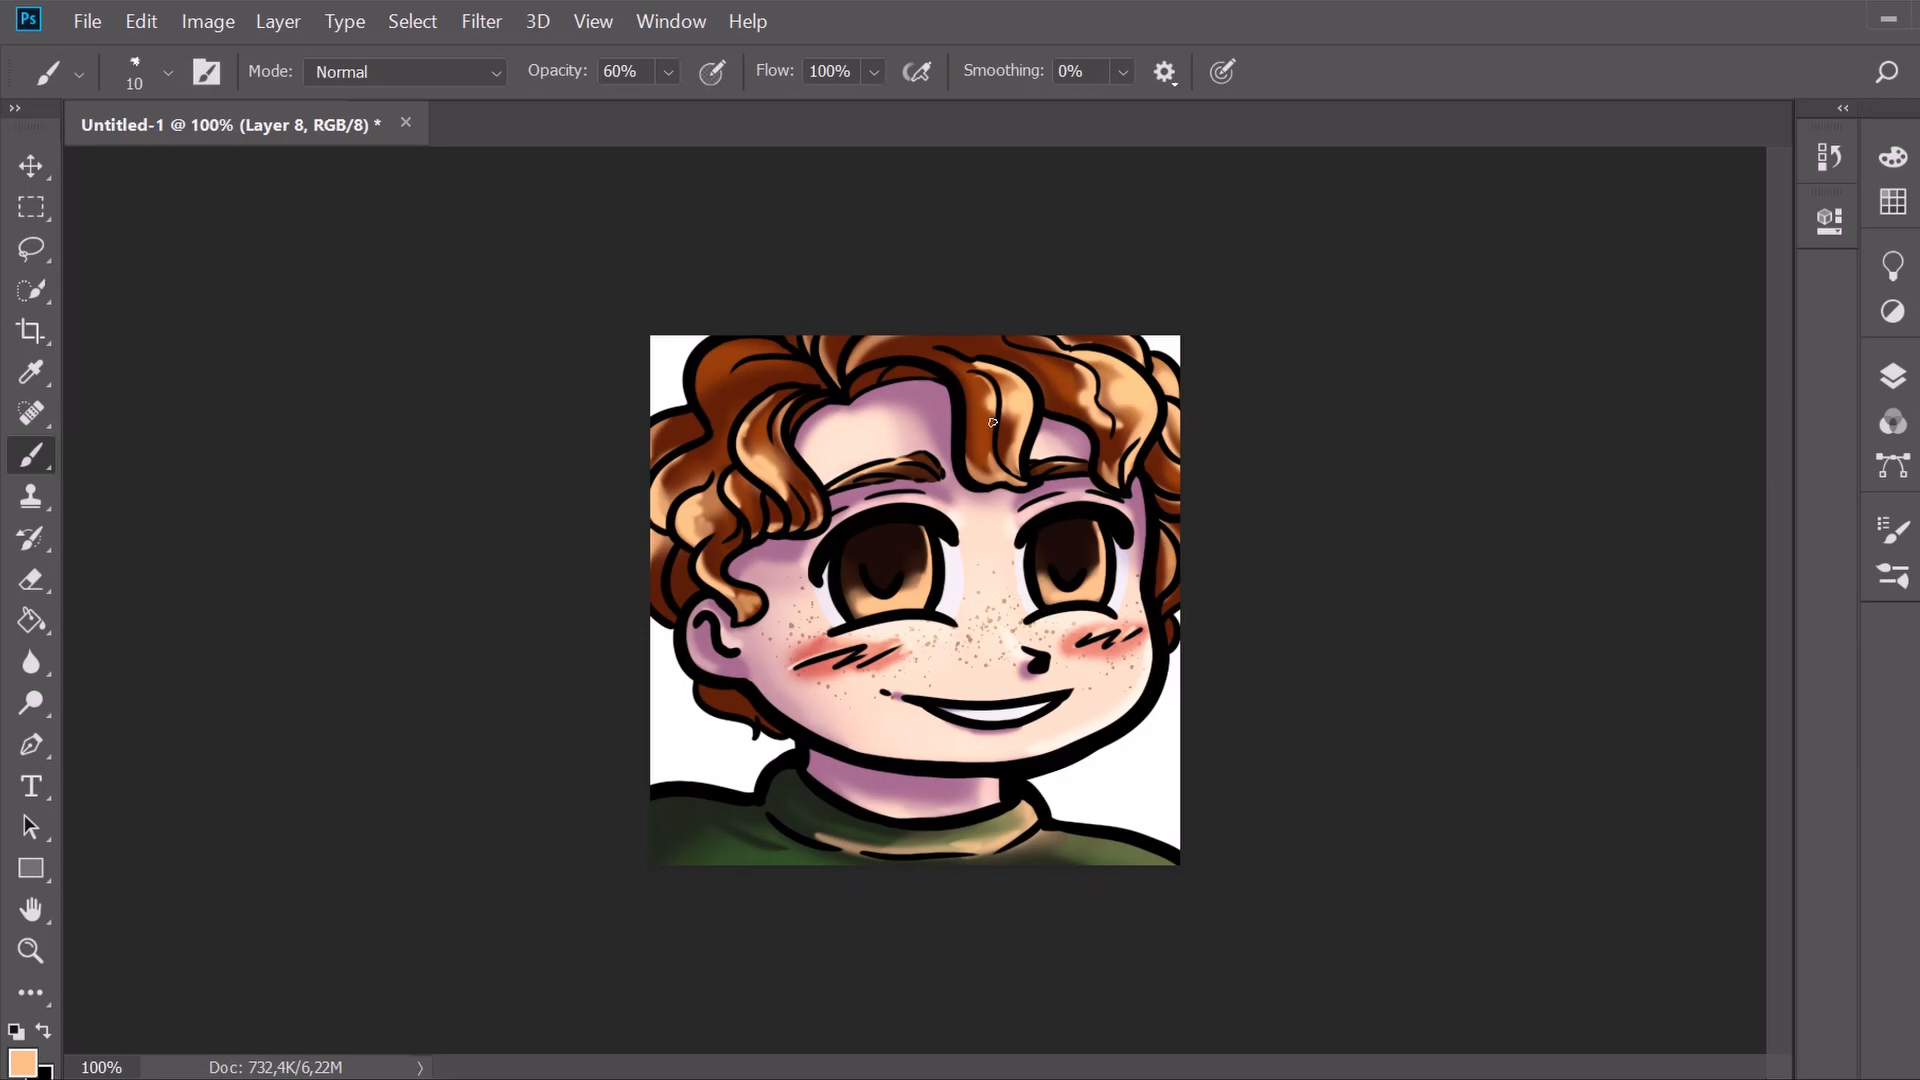 Ps File Edit Image Layer Type Select Filter 3D View Window Help
10 Mode: Normal Opacity: 60% Flow: 100% Smoothing: 0%
Untitled-1 @ 100% (Layer 8, RGB/8) *
100% Doc: 732,4K/6,22M